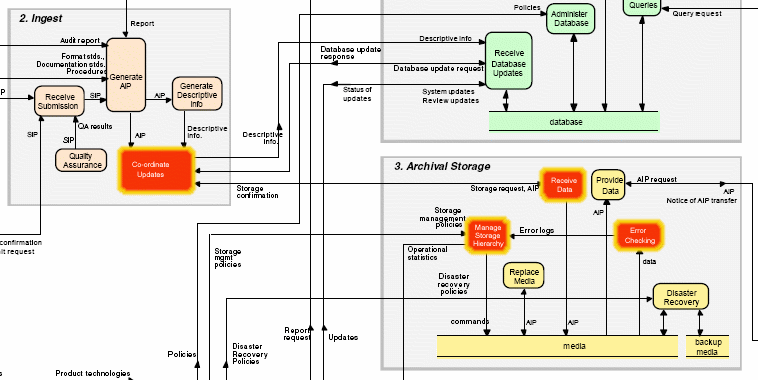 2. Ingest
Report
Audit report
Format stds.,
Documentation stds.
Procedures
Generate
AIP
P
Receive
Submission
SIP
AIP
Generate
Descriptive
Info
SIP
QA results
SIP
AIP
Descriptive
info.
Quality
Assurance
Co-ordinate
Updates
Descriptive
info.
Storage
confirmation
confirmation
it request
Policies
Administer
Database
Queries
Query request
Descriptive info
Database update
response
Database update request
Receive
Database
Updates
Status of
updates
System updates
Review updates
database
3. Archival Storage
Storage request, AIP
Receive
Data
Provide
Data
AIP request
AIP
Notice of AIP transfer
AIP
Storage
management
policies
Manage
Storage
Hierarchy
Error logs
Error
Checking
Operational
statistics
Storage
mgmt
policies
data
Disaster
recovery
policies
Replace
Media
Disaster
Recovery
commands
AIP
AIP
media
backup
media
Report
request
Updates
Policies
Disaster
Recovery
Policies
s
Product technologies